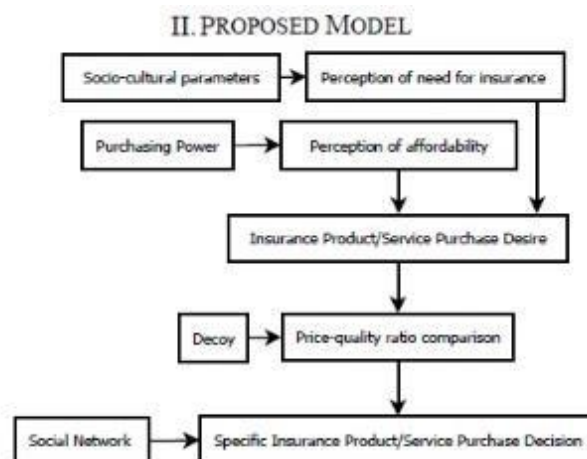 II. PROPOSED MODEL
Socio-cultural parameters
Perception of need for insurance
Purchasing Power
Perception of affordability
Insurance Product/Service Purchase Desire
Decoy
Price-quality ratio comparison
Social Network
Specific Insurance Product/Service Purchase Decision